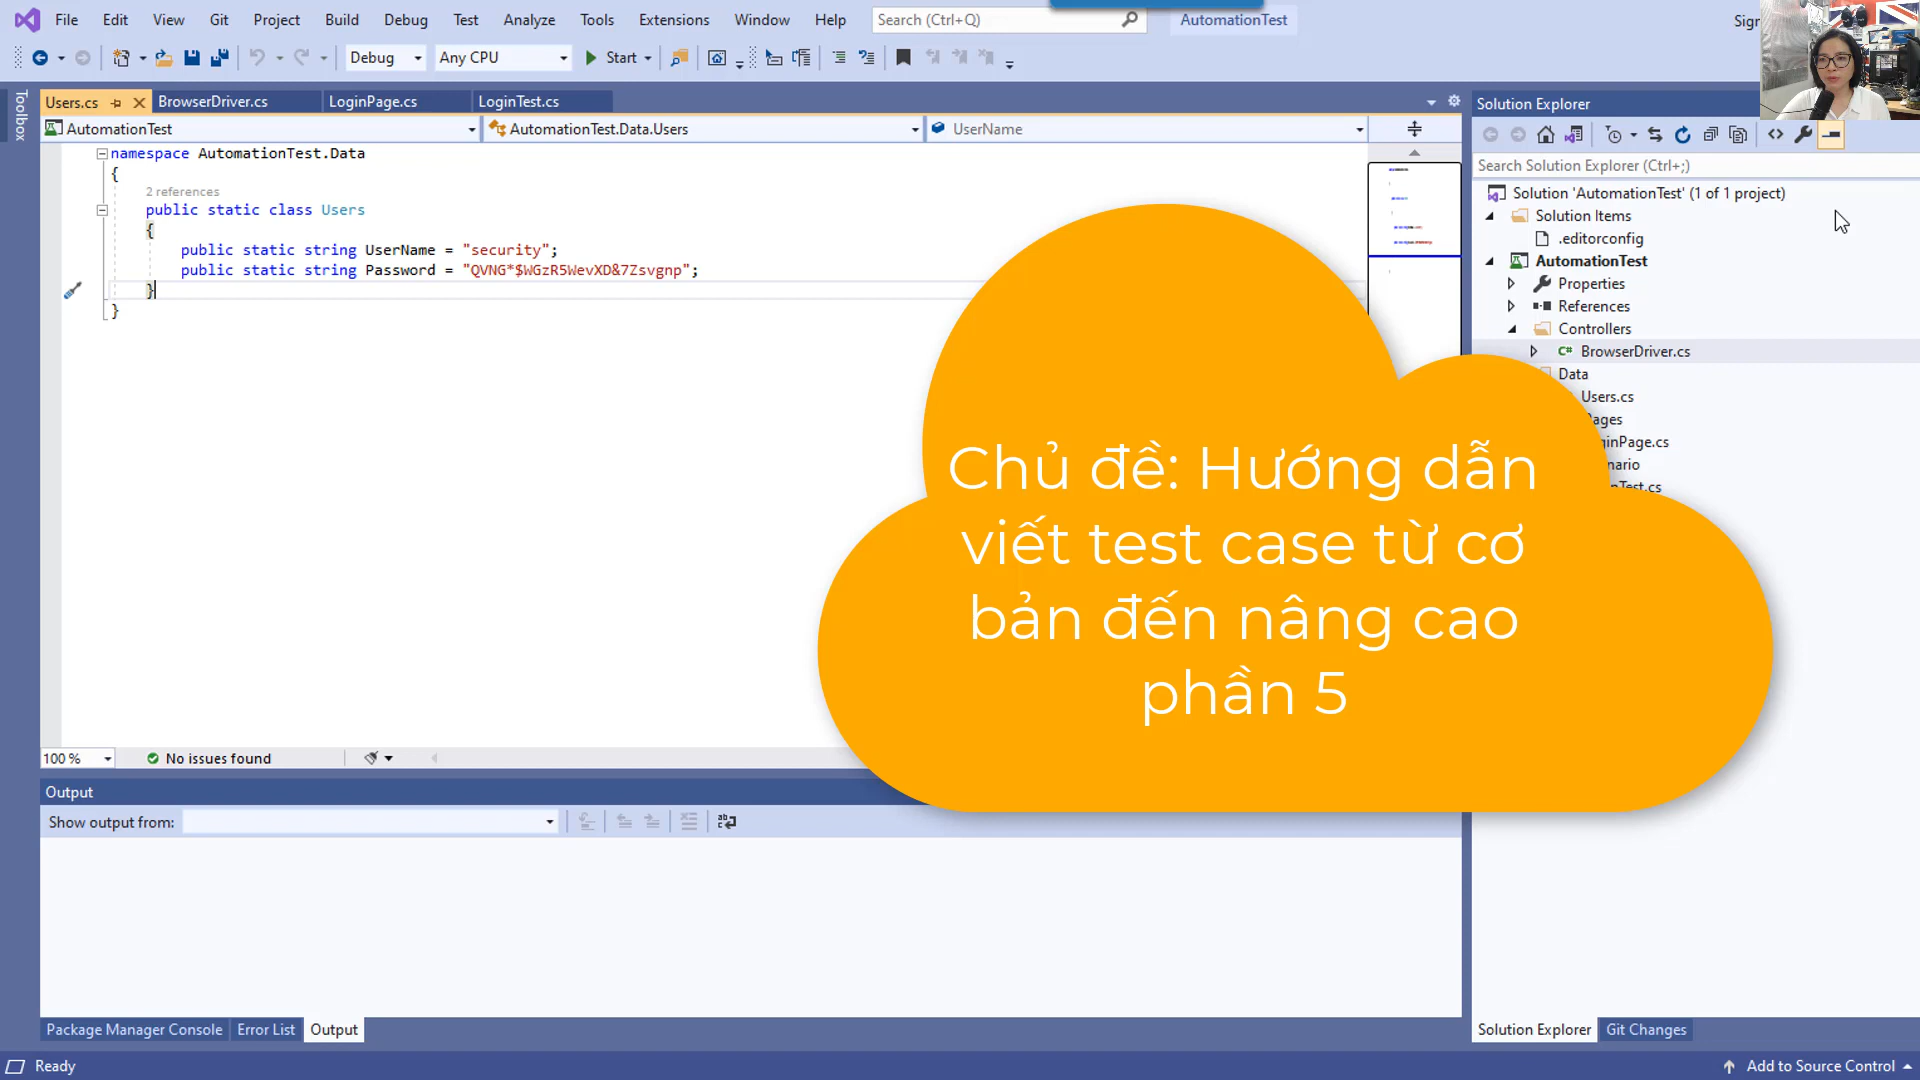 File Edit View Git Project Build Debug Test Analyze Tools Extensions Window Help Search (Ctrl+Q) AutomationTest
Debug Any CPU Start
Toolbox
Users.cs BrowserDriver.cs LoginPage.cs LoginTest.cs
AutomationTest AutomationTest.Data.Users UserName
namespace AutomationTest.Data
{
2 references
public static class Users
{
public static string UserName = "security";
public static string Password = "QVNG*$WGzR5WevXD&7Zsvgnp";
}
}
Chủ đề: Hướng dẫn
viết test case từ cơ
bản đến nâng cao
phần 5
100 % No issues found
Output
Show output from:
Package Manager Console Error List Output
Solution Explorer
Search Solution Explorer (Ctrl+;)
Solution 'AutomationTest' (1 of 1 project)
Solution Items
.editorconfig
AutomationTest
Properties
References
Controllers
C# BrowserDriver.cs
Data
Users.cs
Solution Explorer Git Changes
Ready Add to Source Control